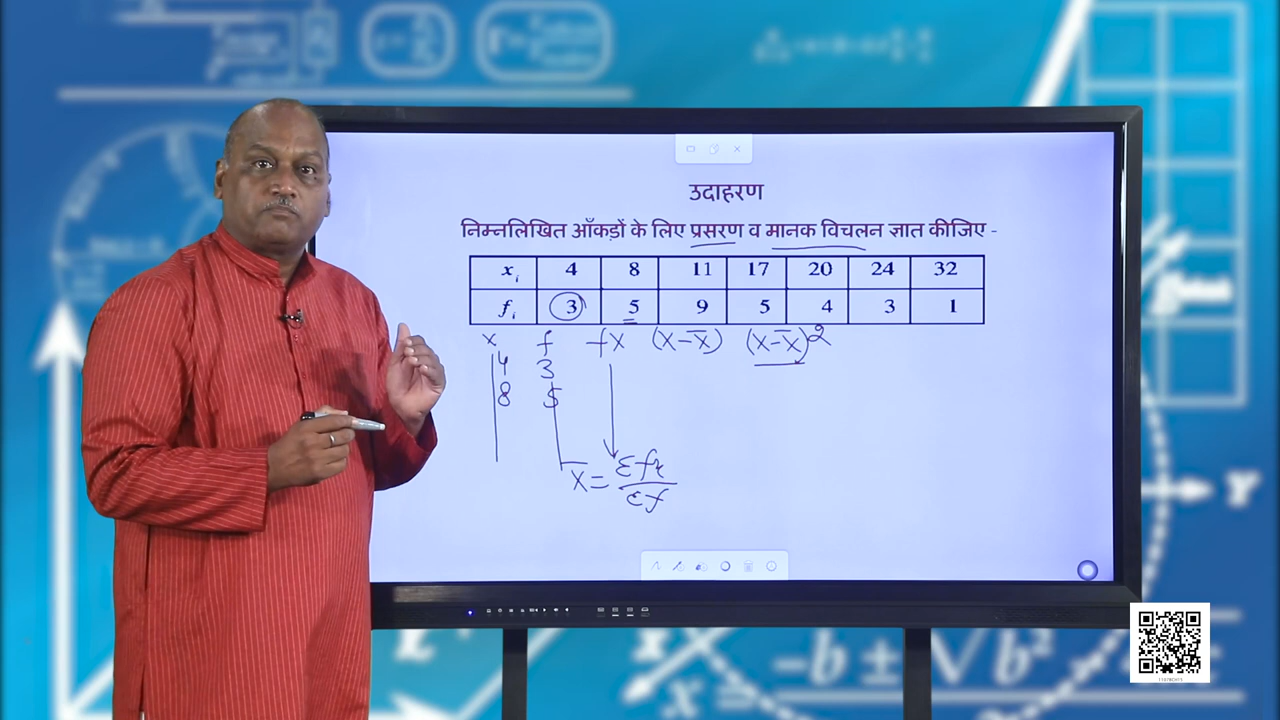 उदाहरण
निम्नलिखित आँकड़ों के लिए प्रसरण व मानक विचलन ज्ञात कीजिए -
xᵢ 4 8 11 17 20 24 32
fᵢ 3 5 9 5 4 3 1
x f fx (x-x̅) (x-x̅)2
4 3
8 5
x̅ = Σfx
Σf
Y
x = -b ± √b²